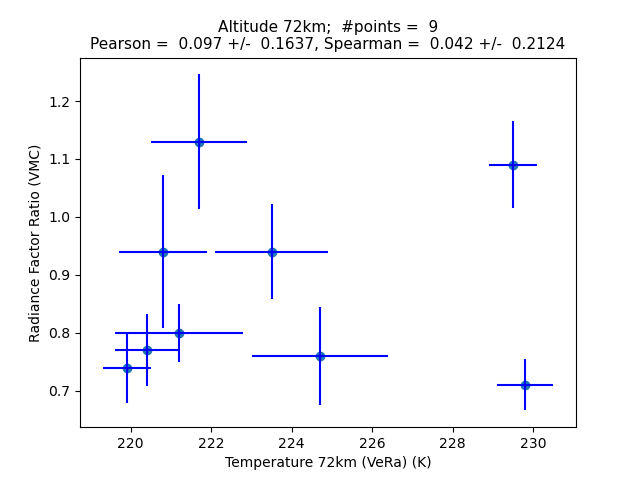 Altitude 72km;  #points =  9
Pearson =  0.097 +/-  0.1637, Spearman =  0.042 +/-  0.2124
1.2
1.1
1.0
0.9
0.8
0.7
Radiance Factor Ratio (VMC)
220 222 224 226 228 230
Temperature 72km (VeRa) (K)